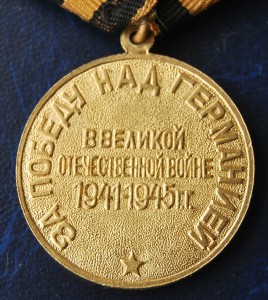 ЗА ПОБЕДУ НАД ГЕРМАНИЕЙ
В ВЕЛИКОЙ
ОТЕЧЕСТВЕННОЙ ВОЙНЕ
1941-1945 гг.